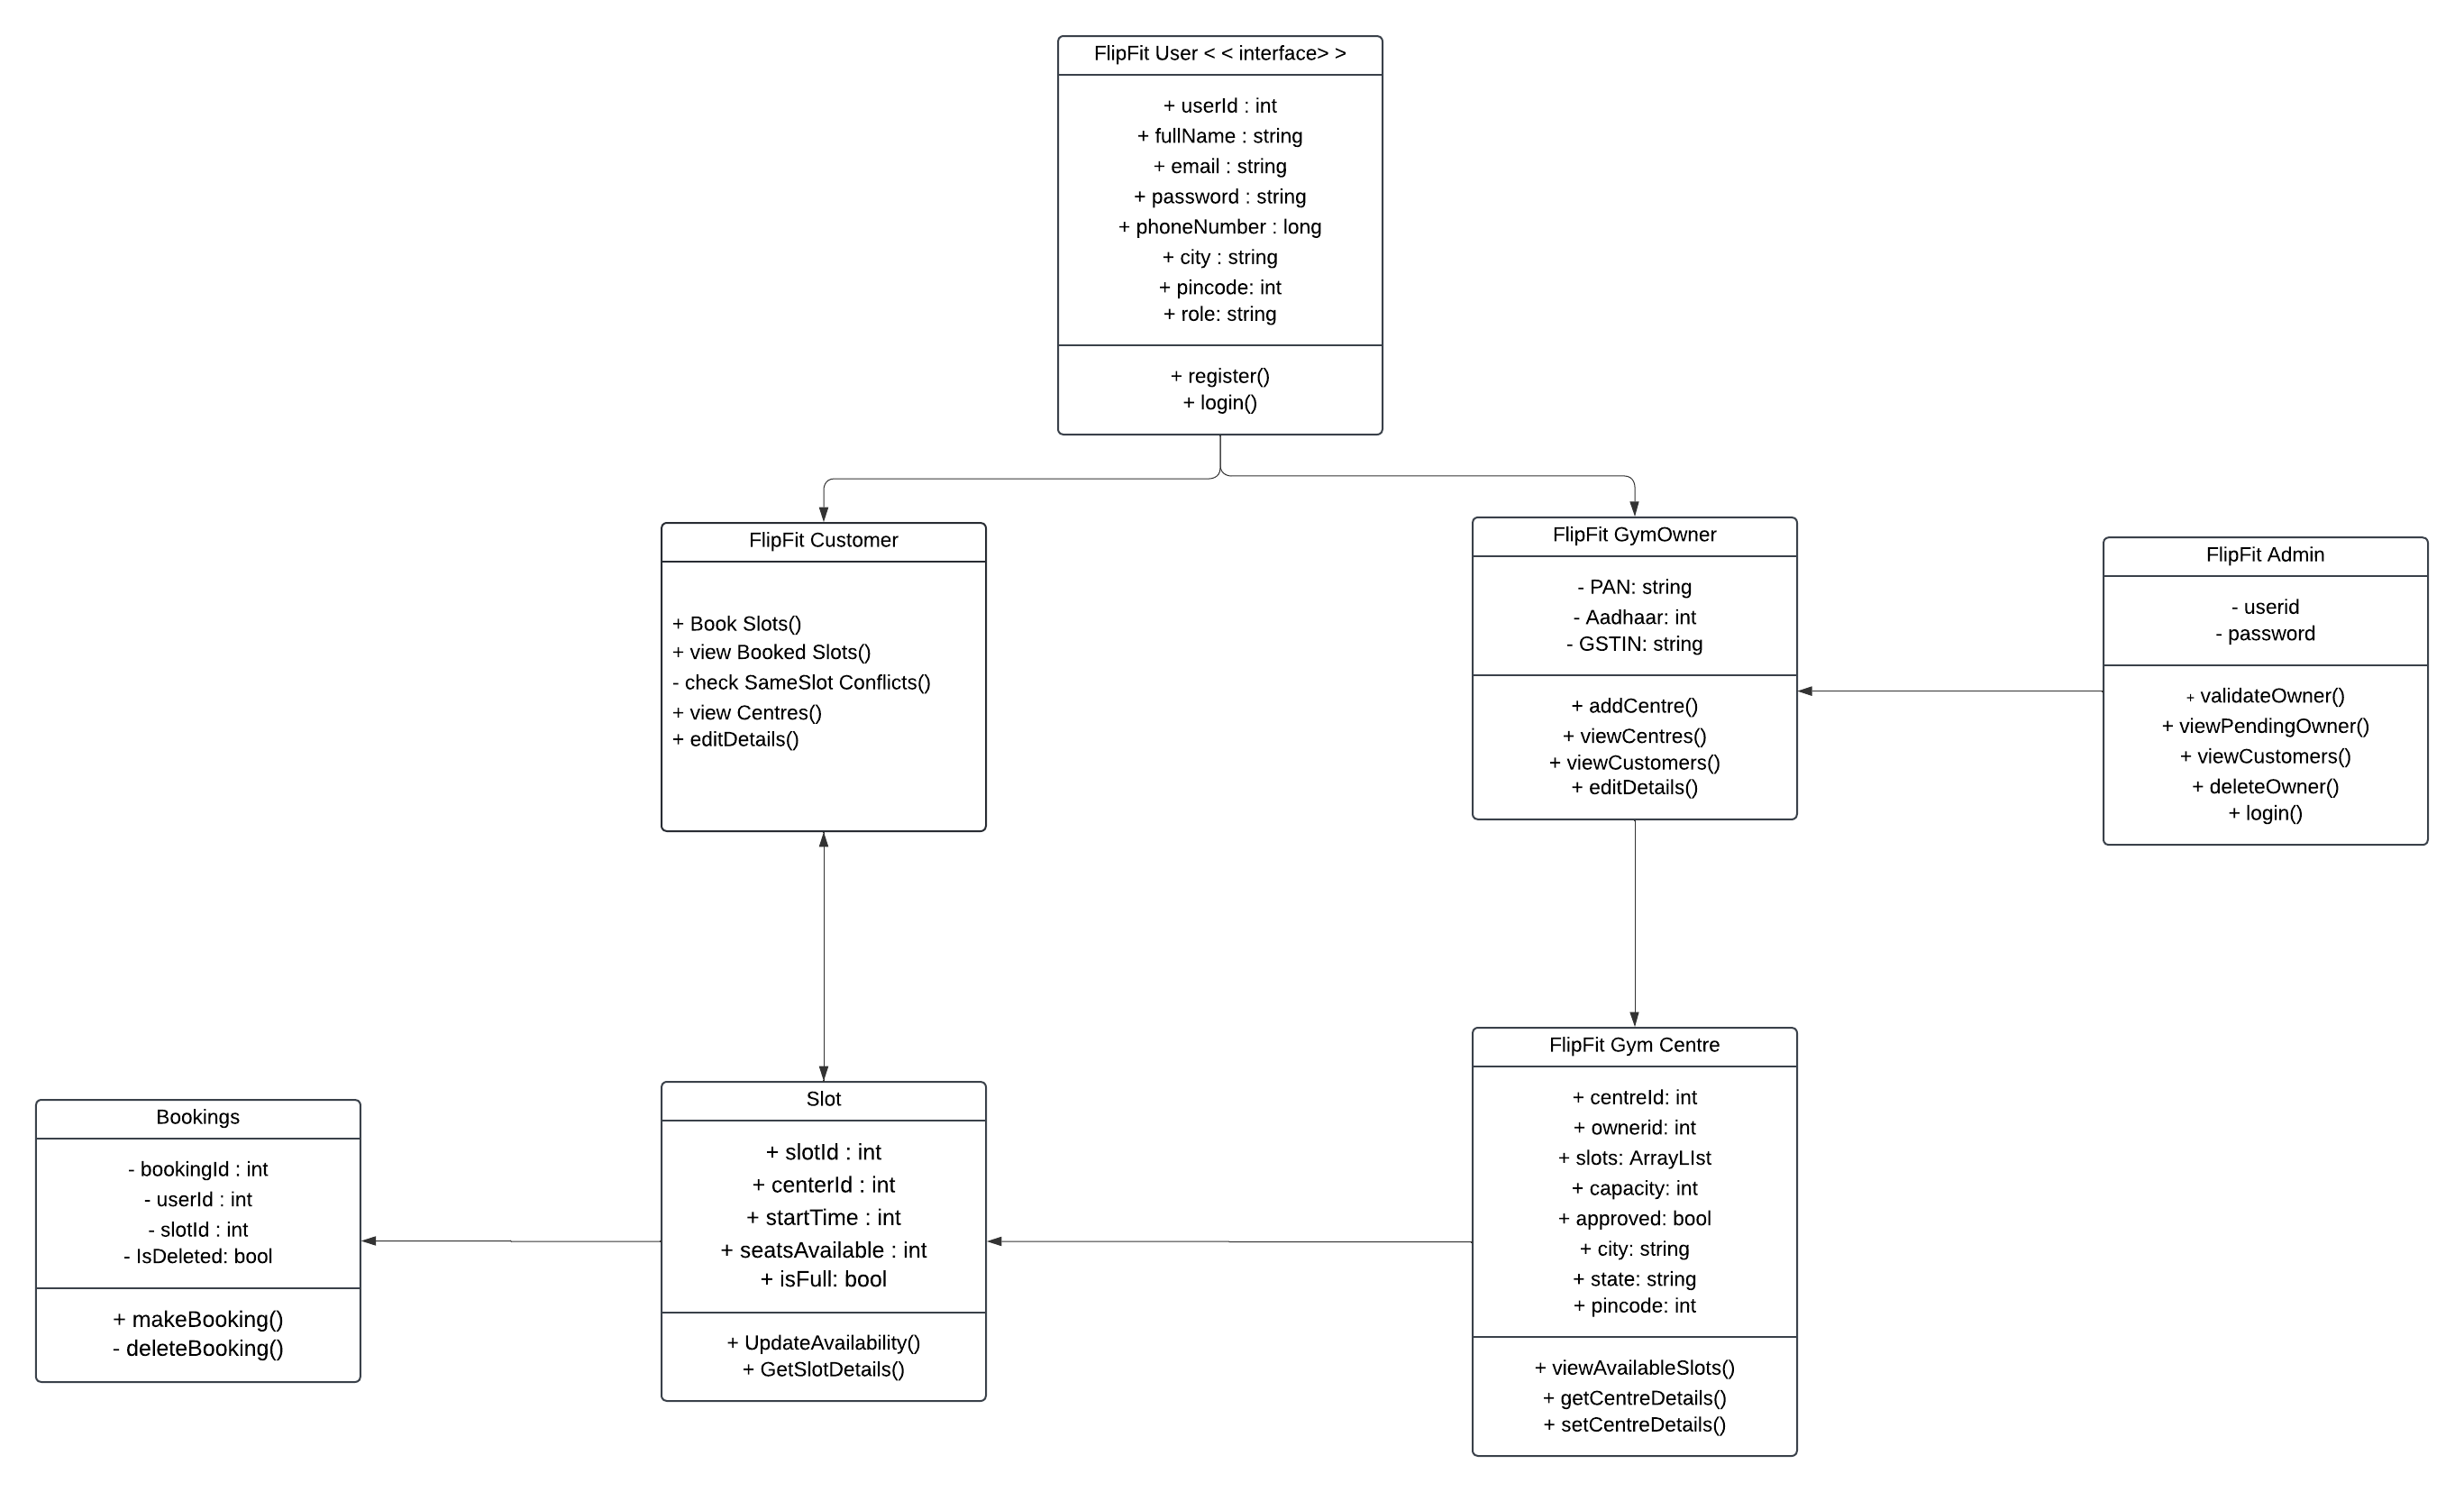 FlipFit User < < interface> >
+ userId : int
+ fullName : string
+ email : string
+ password : string
+ phoneNumber : long
+ city : string
+ pincode: int
+ role: string
+ register()
+ login()
FlipFit Customer
+ Book Slots()
+ view Booked Slots()
- check SameSlot Conflicts()
+ view Centres()
+ editDetails()
FlipFit GymOwner
- PAN: string
- Aadhaar: int
- GSTIN: string
+ addCentre()
+ viewCentres()
+ viewCustomers()
+ editDetails()
FlipFit Admin
- userid
- password
+ validateOwner()
+ viewPendingOwner()
+ viewCustomers()
+ deleteOwner()
+ login()
Bookings
- bookingId : int
- userId : int
- slotId : int
- IsDeleted: bool
+ makeBooking()
- deleteBooking()
Slot
+ slotId : int
+ centerId : int
+ startTime : int
+ seatsAvailable : int
+ isFull: bool
+ UpdateAvailability()
+ GetSlotDetails()
FlipFit Gym Centre
+ centreId: int
+ ownerid: int
+ slots: ArrayLIst
+ capacity: int
+ approved: bool
+ city: string
+ state: string
+ pincode: int
+ viewAvailableSlots()
+ getCentreDetails()
+ setCentreDetails()